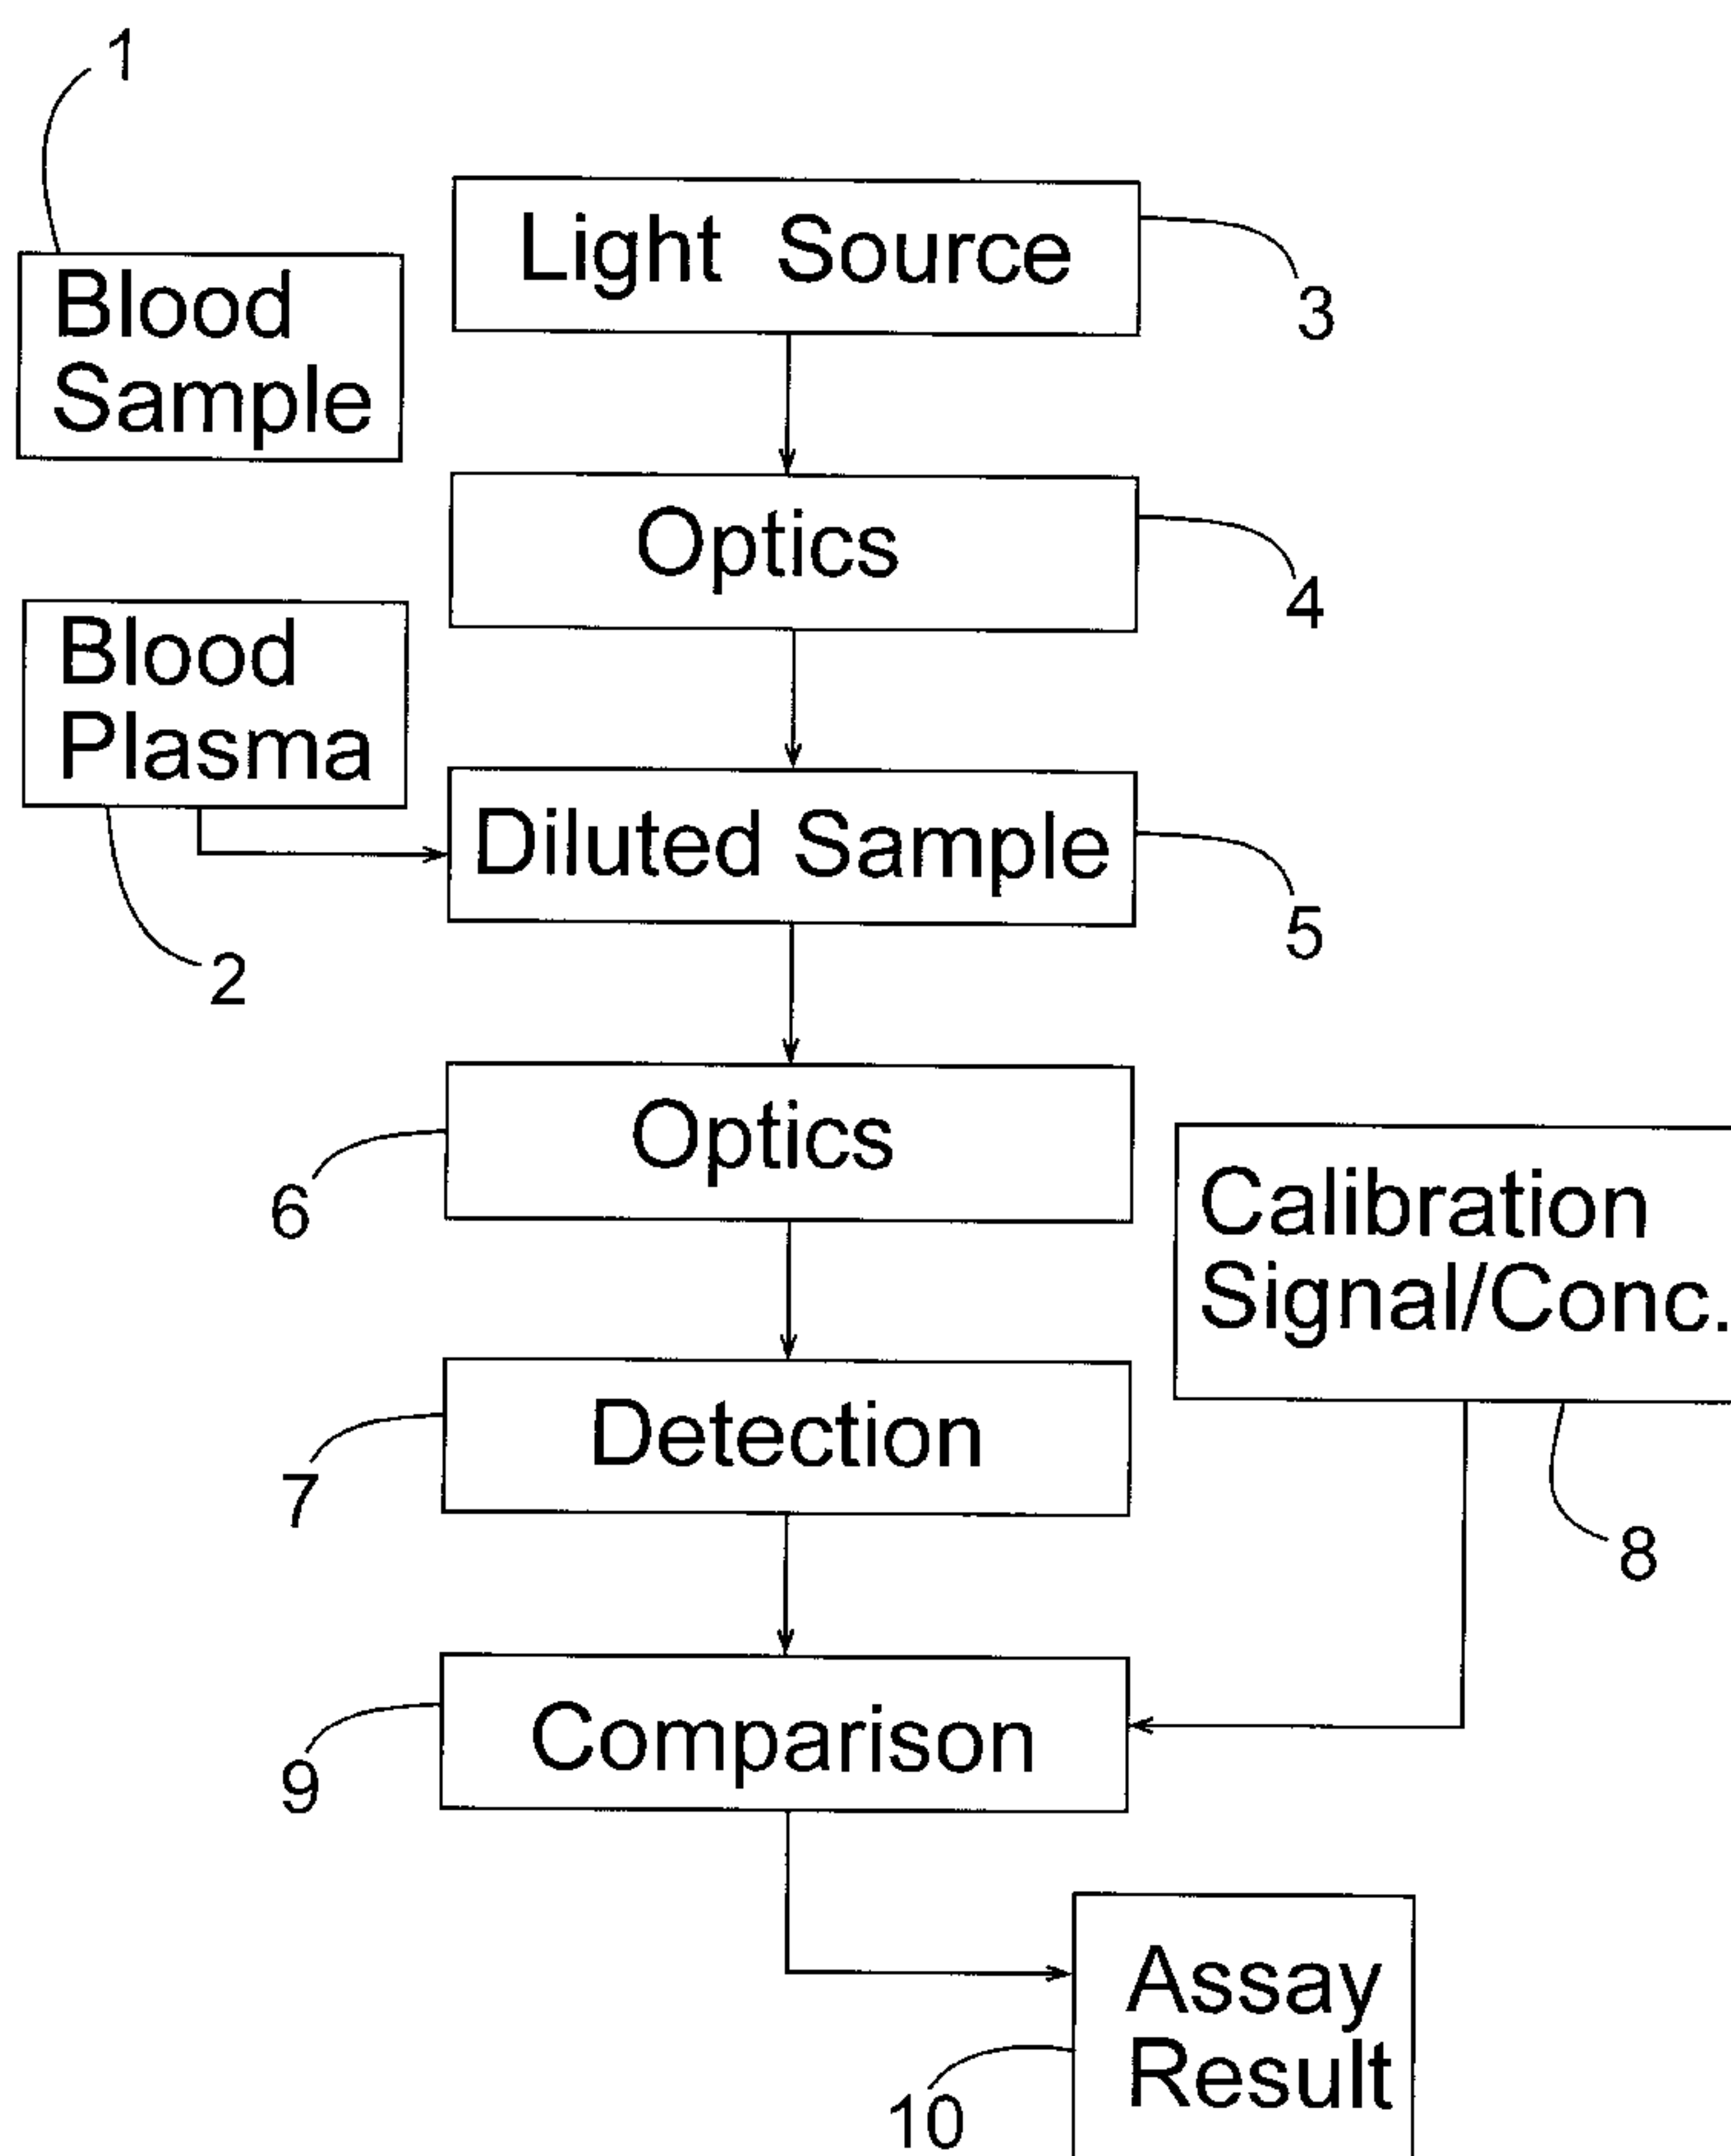 1
Light Source
3
Blood
Sample
Optics
4
Blood
Plasma
2
Diluted Sample
5
Optics
6
Calibration
Signal/Conc.
8
Detection
7
Comparison
9
Assay
Result
10